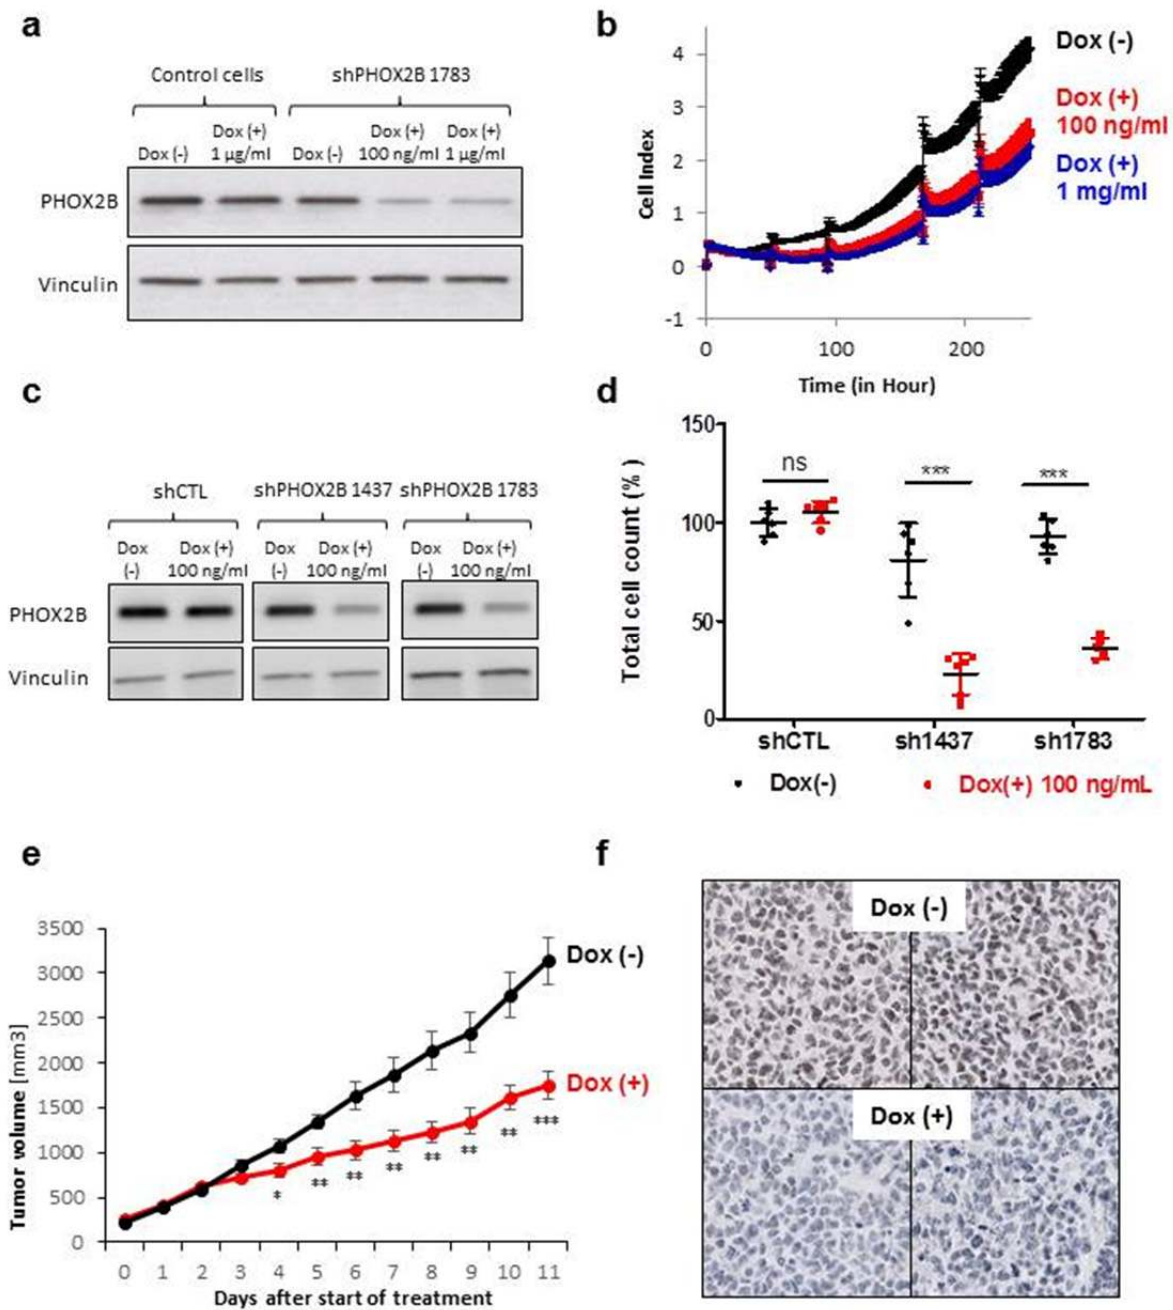 a
Control cells shPHOX2B 1783
Dox (-) Dox (+) 1 µg/ml Dox (-) Dox (+) 100 ng/ml Dox (+) 1 µg/ml
PHOX2B
Vinculin
b
4
3
2
1
0
-1
Cell Index
0 100 200
Time (in Hour)
Dox (-)
Dox (+)
100 ng/ml
Dox (+)
1 mg/ml
c
shCTL shPHOX2B 1437 shPHOX2B 1783
Dox (-) Dox (+) 100 ng/ml Dox (-) Dox (+) 100 ng/ml Dox (-) Dox (+) 100 ng/ml
PHOX2B
Vinculin
d
150
100
50
0
Total cell count (% )
ns *** ***
shCTL sh1437 sh1783
Dox(-) Dox(+) 100 ng/mL
e
3500
3000
2500
2000
1500
1000
500
0
Tumor volume [mm3]
Dox (-)
Dox (+)
* ** ** ** ** ** ** ***
0 1 2 3 4 5 6 7 8 9 10 11
Days after start of treatment
f
Dox (-)
Dox (+)